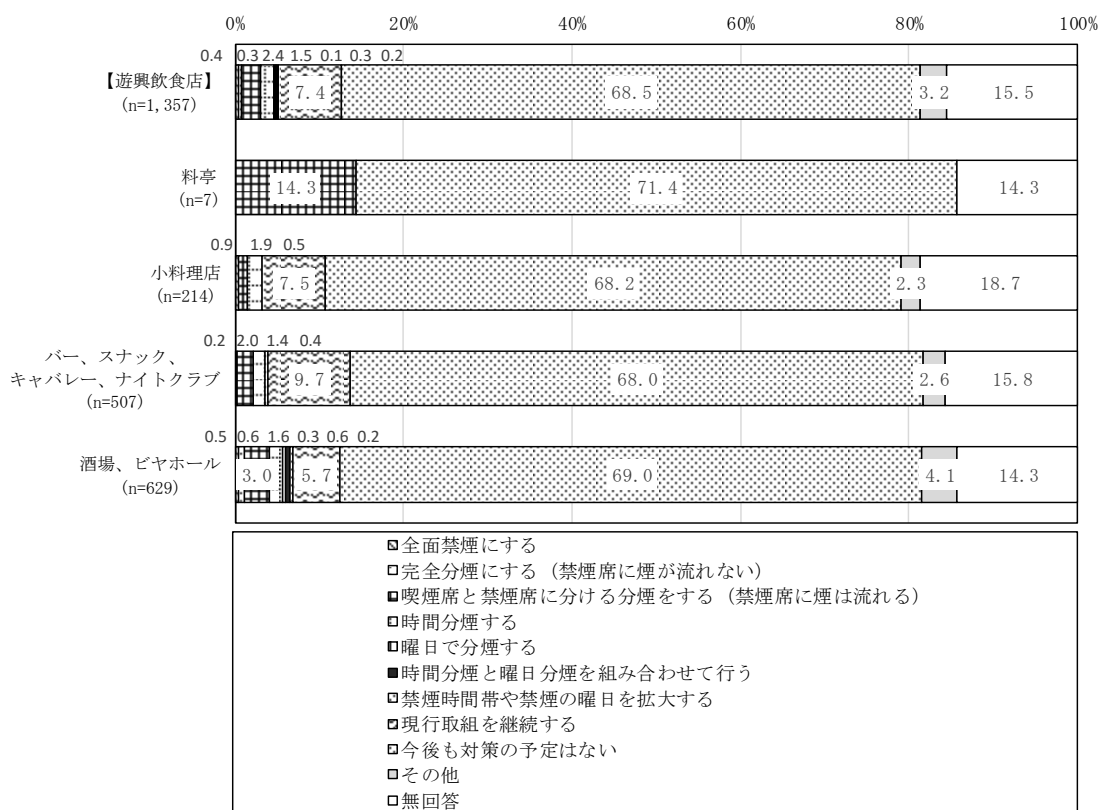 0% 20% 40% 60% 80% 100%
0.4 0.3 2.4 1.5 0.1 0.3 0.2
【遊興飲食店】
(n=1,357)
7.4 68.5 3.2 15.5
料亭
(n=7)
14.3 71.4 14.3
0.9 1.9 0.5
小料理店
(n=214)
7.5 68.2 2.3 18.7
0.2 2.0 1.4 0.4
バー、スナック、
キャバレー、ナイトクラブ
(n=507)
9.7 68.0 2.6 15.8
0.5 0.6 1.6 0.3 0.6 0.2
酒場、ビヤホール
(n=629)
3.0 5.7 69.0 4.1 14.3
全面禁煙にする
完全分煙にする（禁煙席に煙が流れない）
喫煙席と禁煙席に分ける分煙をする（禁煙席に煙は流れる）
時間分煙する
曜日で分煙する
時間分煙と曜日分煙を組み合わせて行う
禁煙時間帯や禁煙の曜日を拡大する
現行取組を継続する
今後も対策の予定はない
その他
無回答